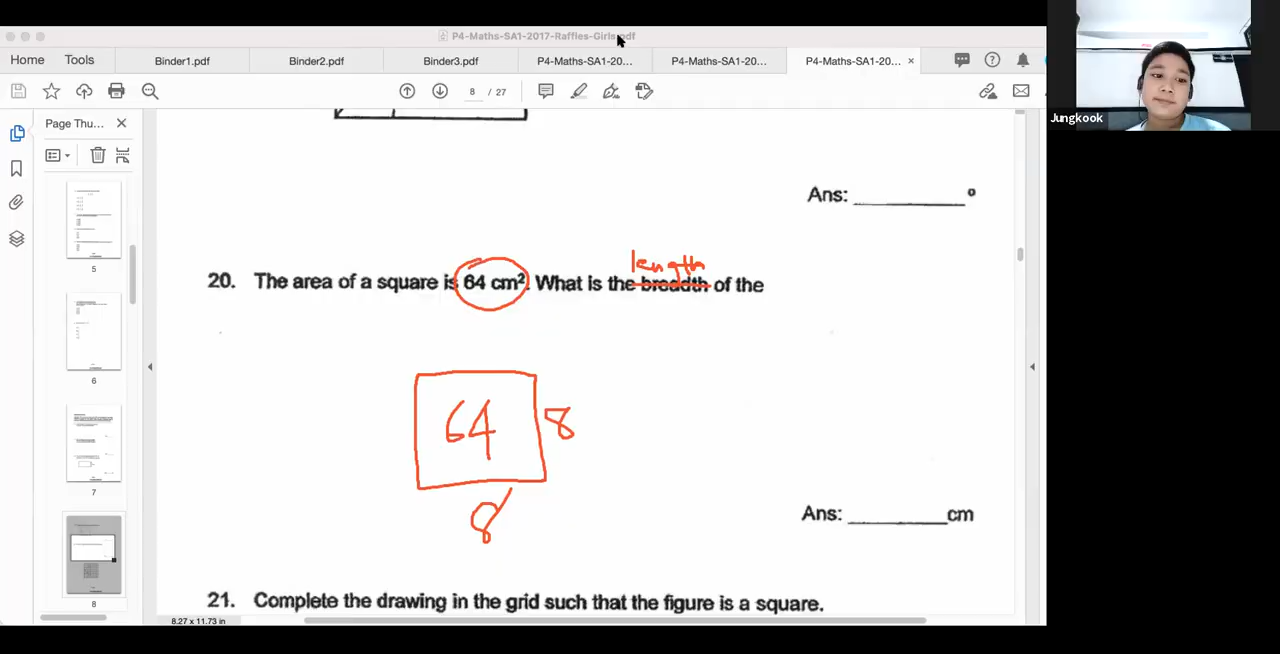 P4-Maths-SA1-2017-Raffles-Girls.pdf
Home Tools Binder1.pdf Binder2.pdf Binder3.pdf P4-Maths-SA1-20... P4-Maths-SA1-20... P4-Maths-SA1-20... ×
8 / 27
Page Thu... ×
5
6
7
8
Ans: ____________ °
length
20. The area of a square is 64 cm². What is the breadth of the
64
8
8
Ans: __________cm
21. Complete the drawing in the grid such that the figure is a square.
8.27 x 11.73 in
Jungkook